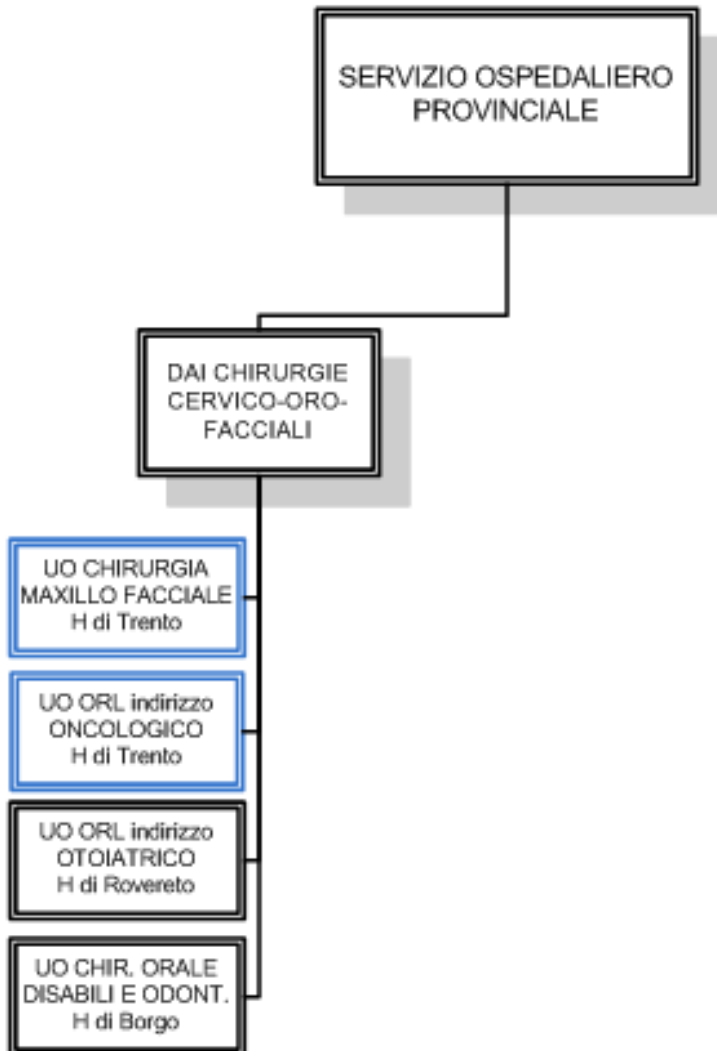 SERVIZIO OSPEDALIERO
PROVINCIALE
DAI CHIRURGIE
CERVICO-ORO-
FACCIALI
UO CHIRURGIA
MAXILLO FACCIALE
H di Trento
UO ORL indirizzo
ONCOLOGICO
H di Trento
UO ORL indirizzo
OTOIATRICO
H di Rovereto
UO CHIR. ORALE
DISABILI E ODONT.
H di Borgo